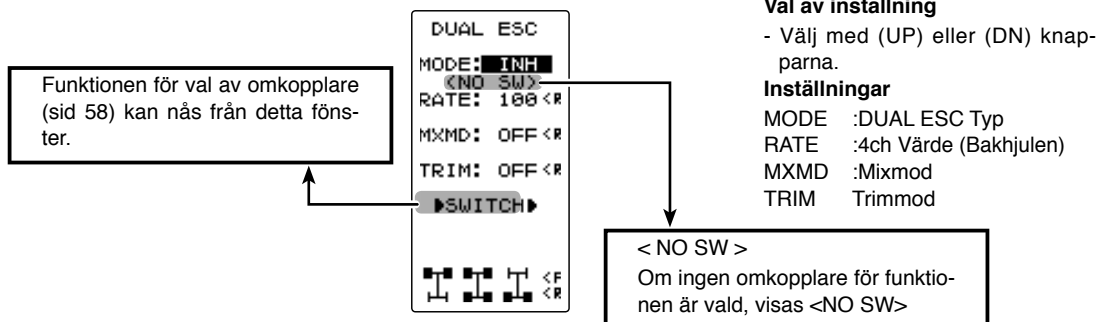 Funktionen för val av omkopplare
(sid 58) kan nås från dettaföns-
ter.
DUAL ESC
MODE: INH
<NO SW>
RATE: 100 <R
MXMD: OFF <R
TRIM: OFF <R
▶SWITCH▶
<F
<R
Val av inställning
- Välj med (UP) eller (DN) knap-
parna.
Inställningar
MODE :DUAL ESC Typ
RATE :4ch Värde (Bakhjulen)
MXMD :Mixmod
TRIM Trimmod
< NO SW >
Om ingen omkopplare för funktio-
nen är vald, visas <NO SW>